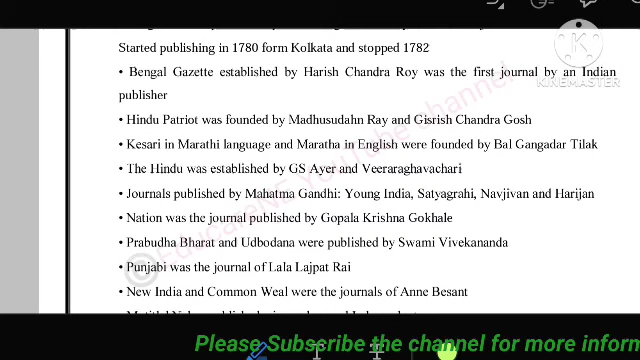 Started publishing in 1780 form Kolkata and stopped 1782
• Bengal Gazette established by Harish Chandra Roy was the first journal by an Indian
publisher
• Hindu Patriot was founded by Madhusudahn Ray and Gisrish Chandra Gosh
• Kesari in Marathi language and Maratha in English were founded by Bal Gangadar Tilak
• The Hindu was established by GS Ayer and Veeraraghavachari
• Journals published by Mahatma Gandhi: Young India, Satyagrahi, Navjivan and Harijan
• Nation was the journal published by Gopala Krishna Gokhale
• Prabudha Bharat and Udbodana were published by Swami Vivekananda
• Punjabi was the journal of Lala Lajpat Rai
• New India and Common Weal were the journals of Anne Besant
©EducareNE YouTube channel
KINEMASTER
Please Subscribe the channel for more inform